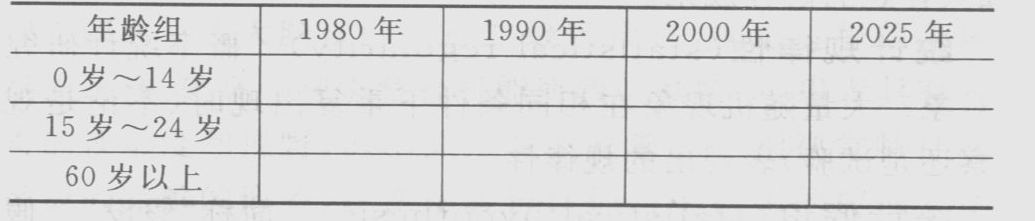 年龄组 1980 年 1990 年 2000 年 2025 年
0 岁～14 岁
15 岁～24 岁
60 岁以上